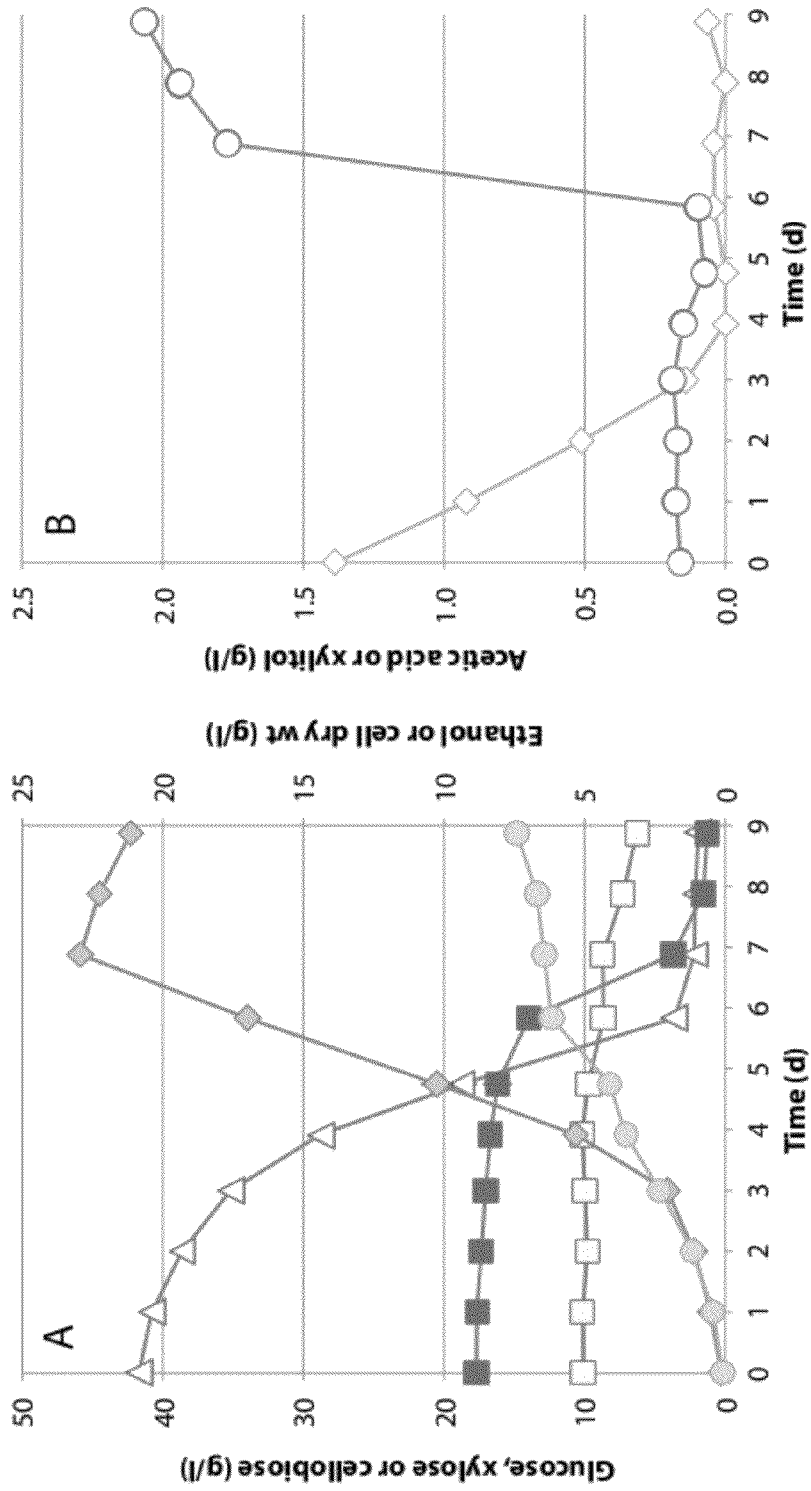 A
50
40
30
20
10
0
Glucose, xylose or cellobiose (g/l)
25
20
15
10
5
0
Ethanol or cell dry wt (g/l)
0 1 2 3 4 5 6 7 8 9
Time (d)
B
2.5
2.0
1.5
1.0
0.5
0.0
Acetic acid or xylitol (g/l)
0 1 2 3 4 5 6 7 8 9
Time (d)